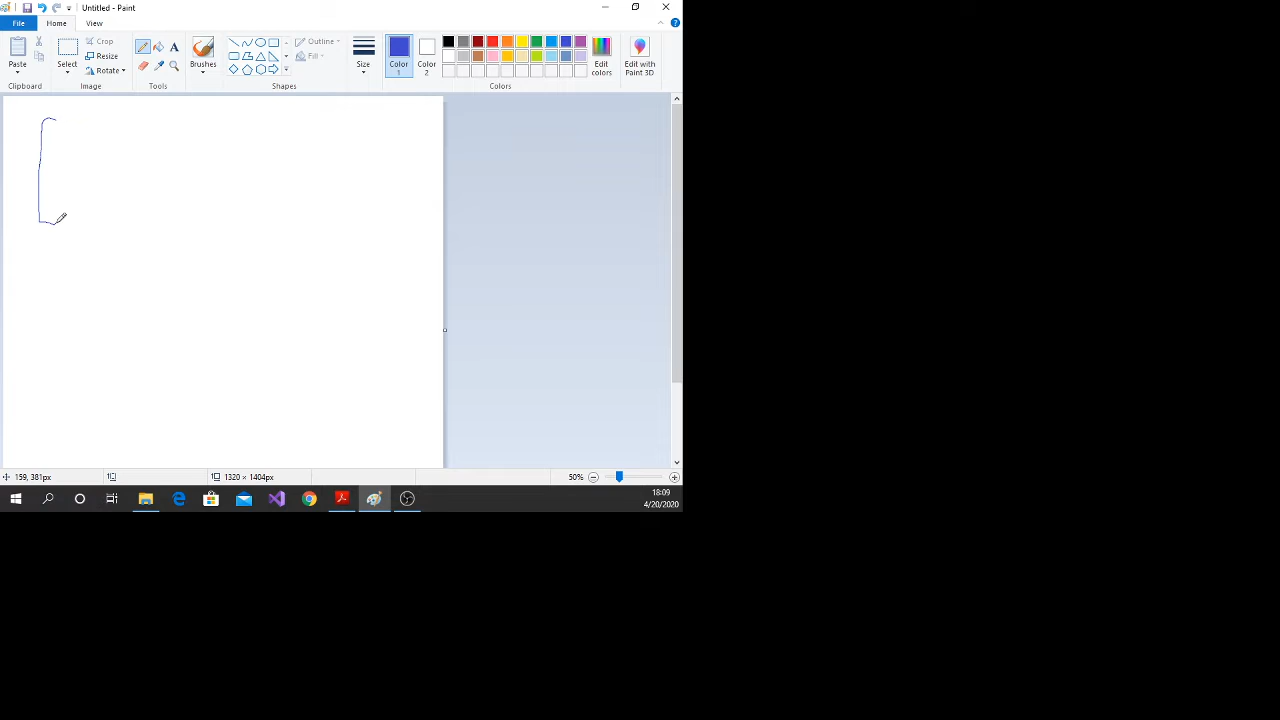 Untitled - Paint
File Home View
Paste
Clipboard
Select
Crop
Resize
Rotate
Image
Tools
Brushes
Shapes
Outline
Fill
Size
Color 1
Color 2
Colors
Edit colors
Edit with Paint 3D
159, 381px
1320 × 1404px
50%
18:09
4/20/2020